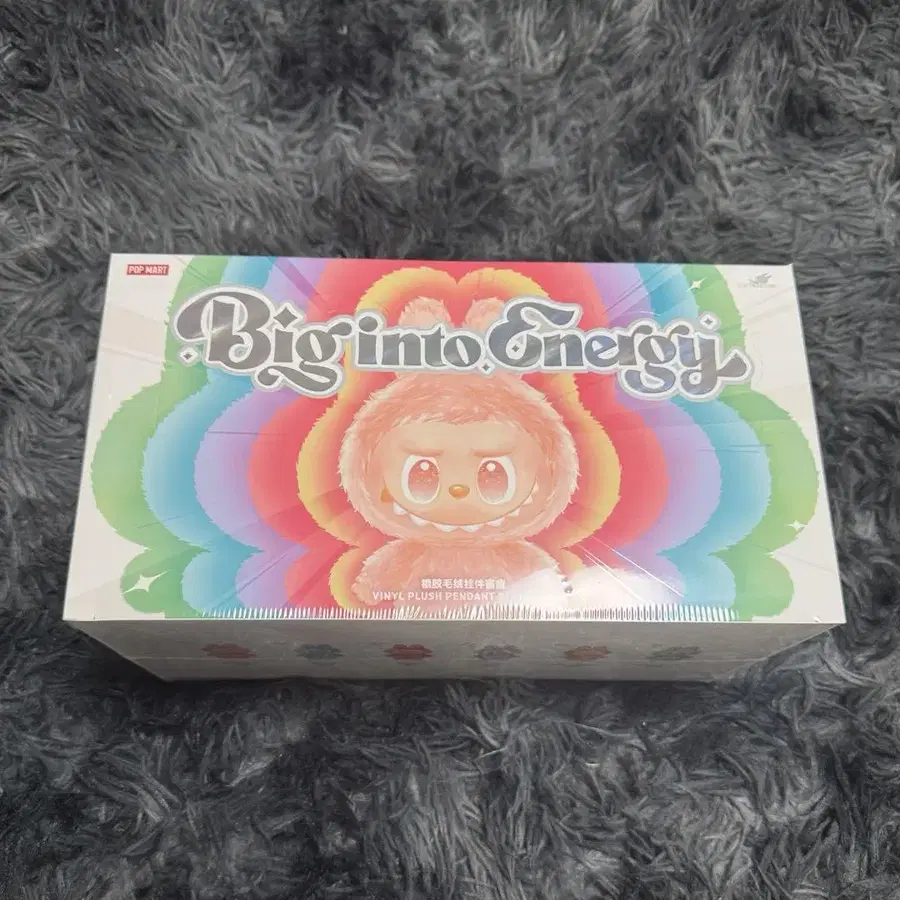 POP MART
Big into Energy
搪胶毛绒挂件盲盒
VINYL PLUSH PENDANT